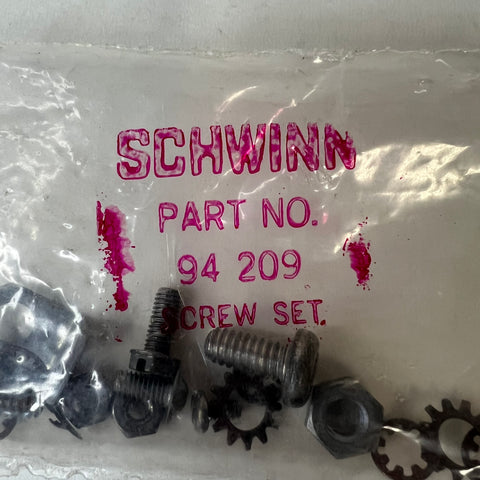 SCHWINN
PART NO.
94 209
SCREW SET.